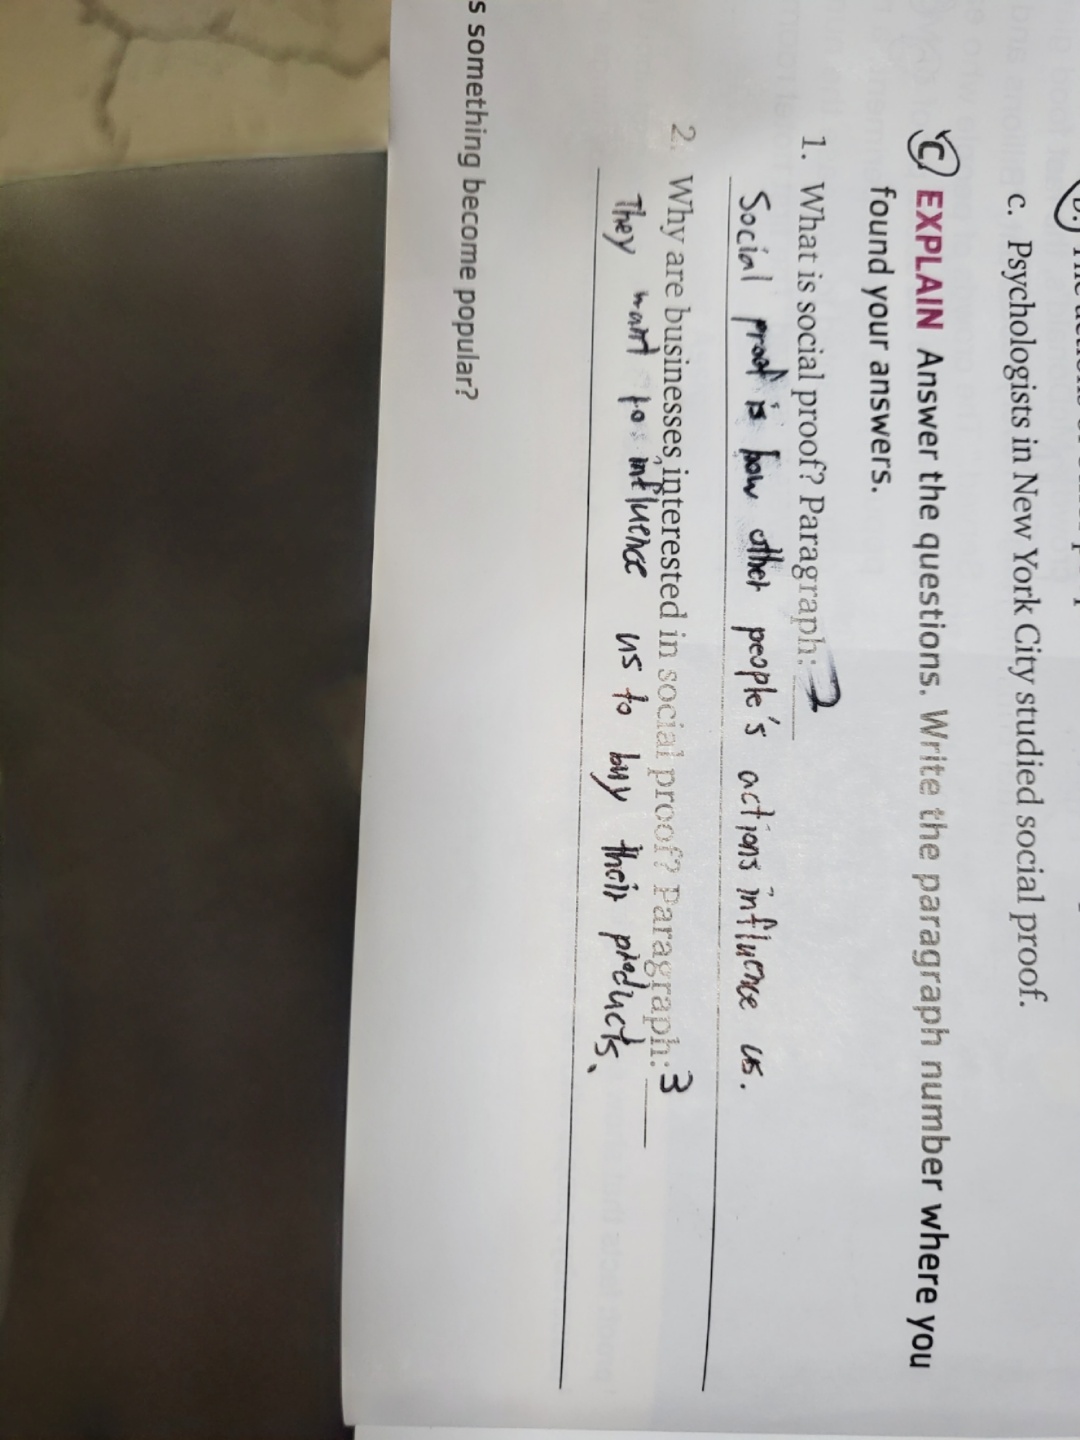 c. Psychologists in New York City studied social proof.
C EXPLAIN Answer the questions. Write the paragraph number where you
found your answers.
1. What is social proof? Paragraph: 2
Social proof is how other people's actions influence us.
2. Why are businesses interested in social proof? Paragraph: 3
They want to influence us to buy their products.
s something become popular?